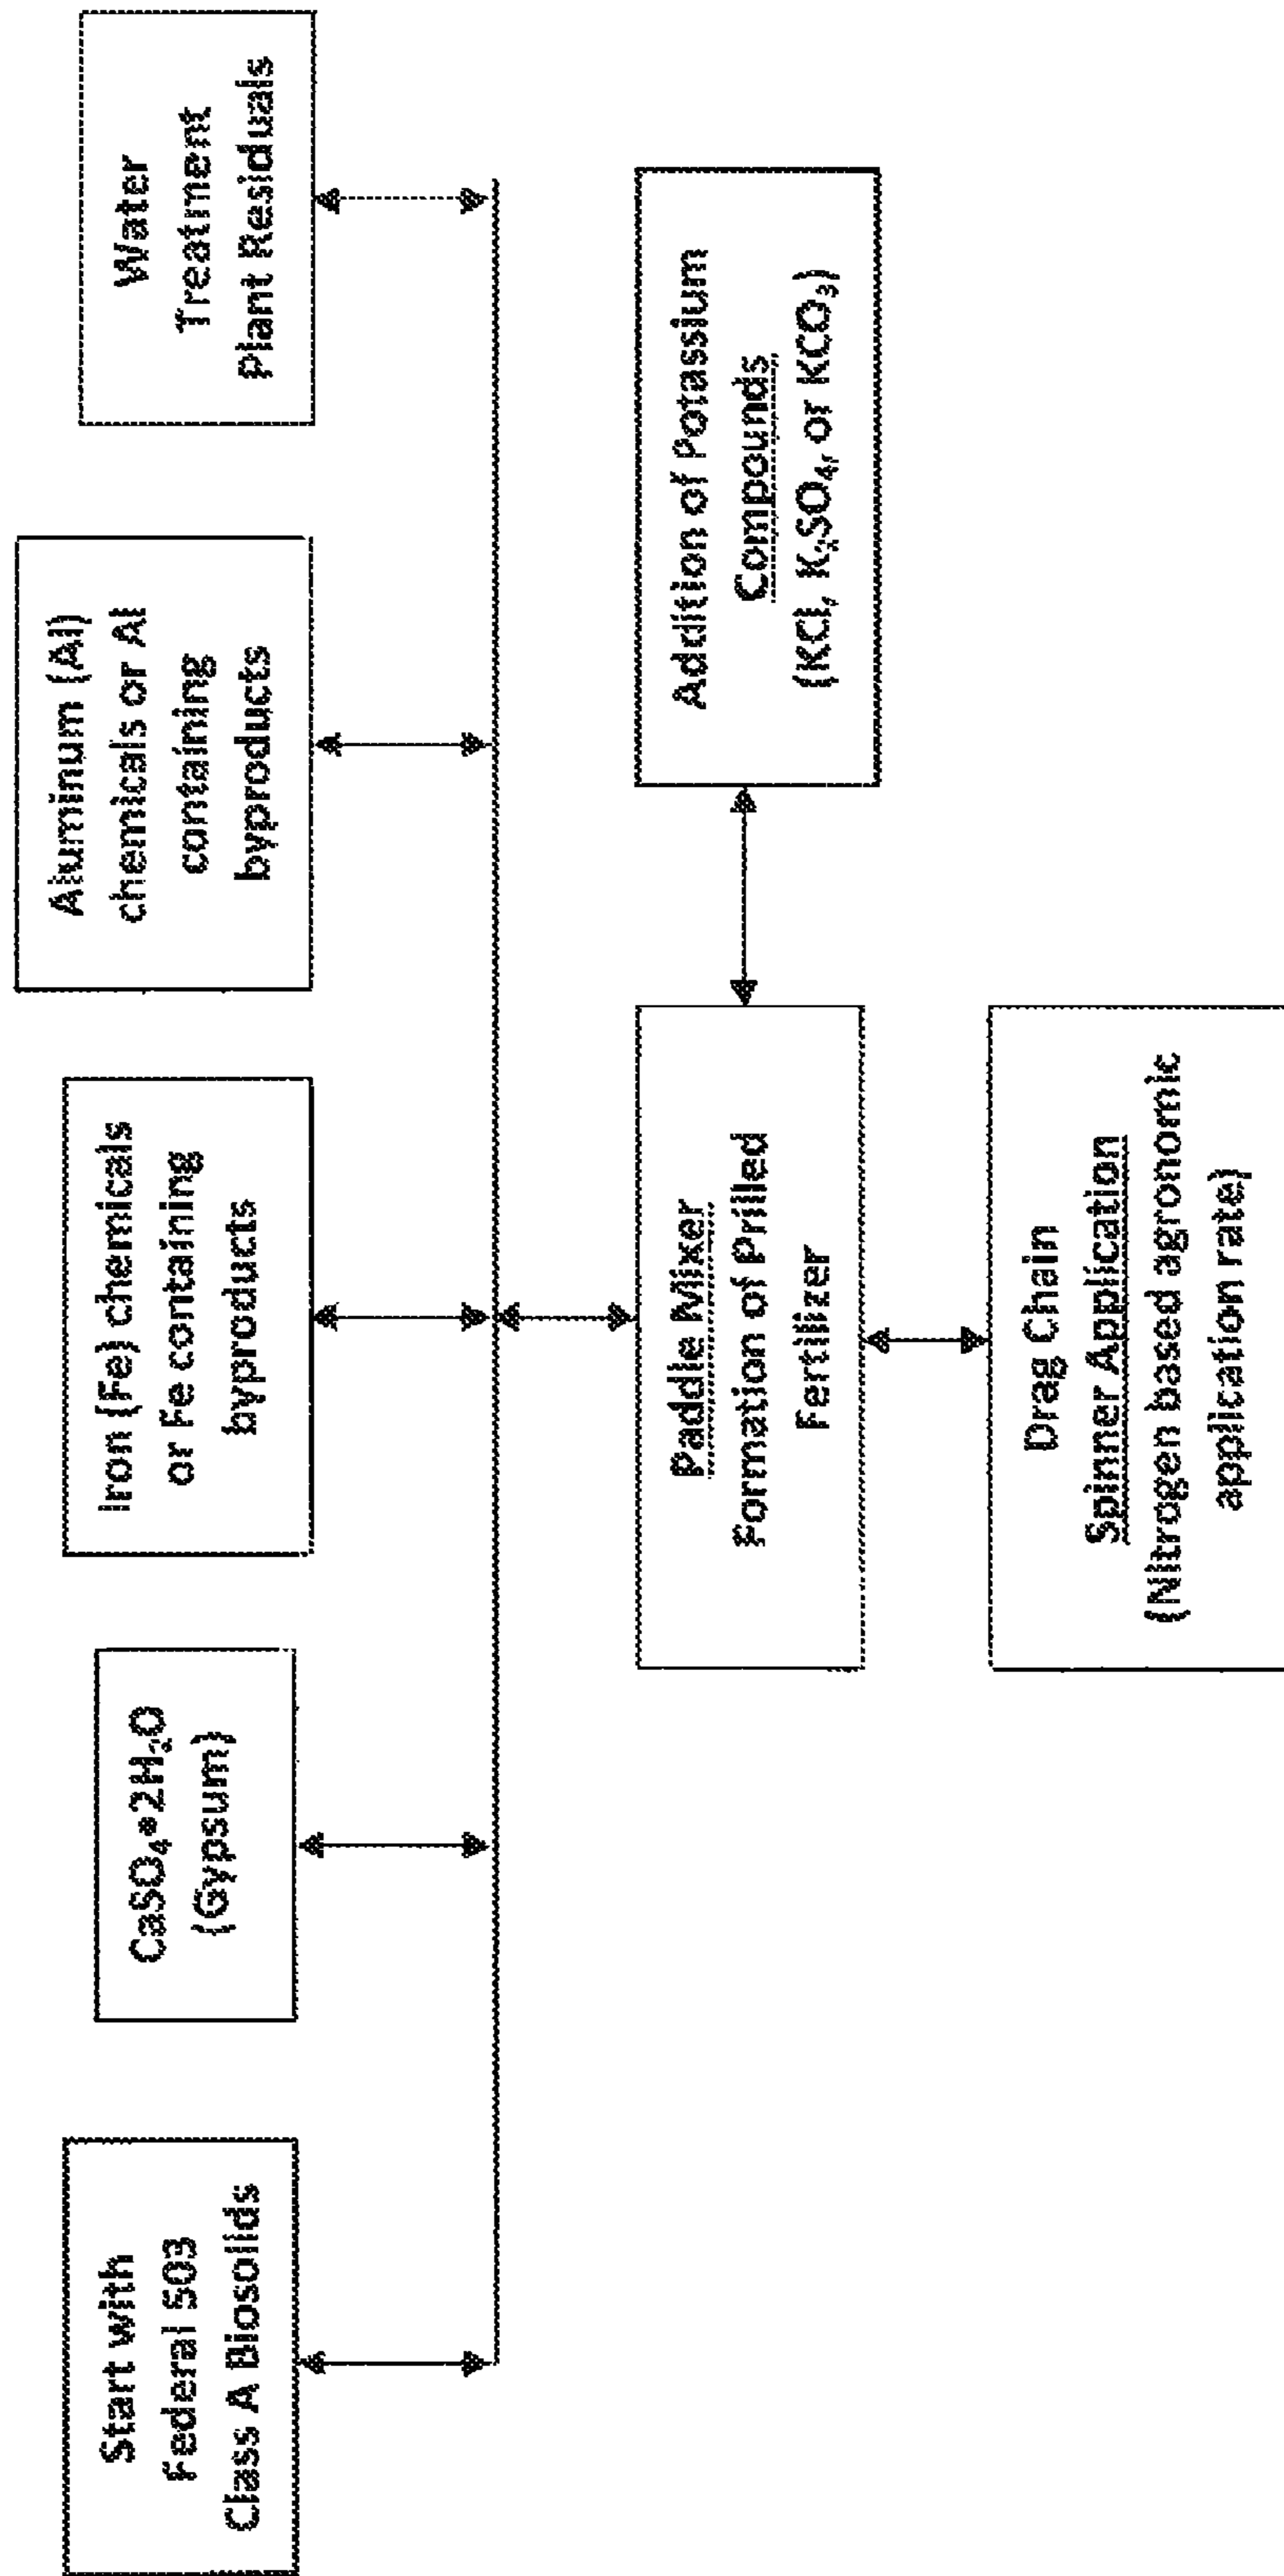 Start with
Federal 503
Class A Biosolids
CaSO₄•2H₂O
(Gypsum)
Iron (Fe) chemicals
or Fe containing
byproducts
Aluminum (Al)
chemicals or Al
containing
byproducts
Water
Treatment
Plant Residuals
Paddle Mixer
Formation of Prilled
Fertilizer
Addition of Potassium
Compounds
(KCl, K₂SO₄, or KCO₃)
Drag Chain
Spinner Application
(Nitrogen based agronomic
application rate)